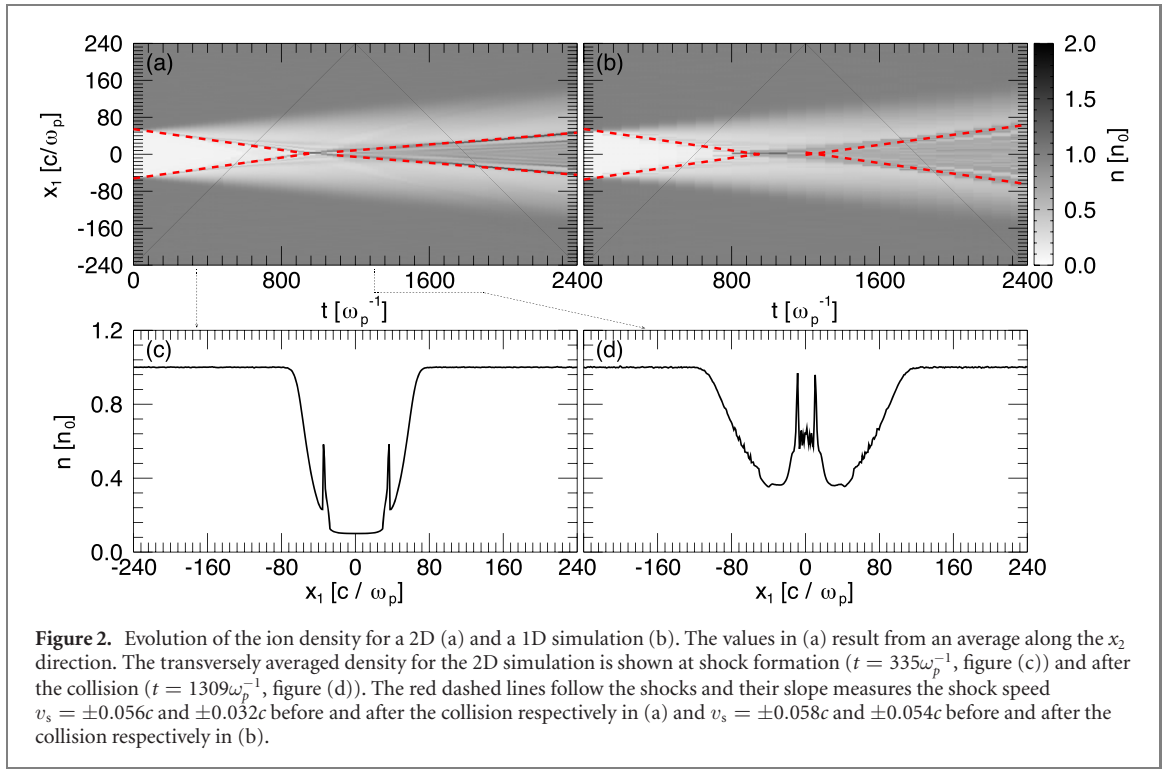 240
160
80
0
-80
-160
-240
x₁ [c/ωₚ]
(a)
(b)
2.0
1.5
1.0
0.5
0.0
n [n₀]
0
800
1600
2400
800
1600
2400
t [ωₚ⁻¹]
t [ωₚ⁻¹]
1.2
0.8
0.4
0.0
n [n₀]
(c)
(d)
-240
-160
-80
0
80
-160
-80
0
80
160
240
x₁ [c / ωₚ]
x₁ [c / ωₚ]
Figure 2. Evolution of the ion density for a 2D (a) and a 1D simulation (b). The values in (a) result from an average along the x₂
direction. The transversely averaged density for the 2D simulation is shown at shock formation (t = 335ωₚ⁻¹, figure (c)) and after
the collision (t = 1309ωₚ⁻¹, figure (d)). The red dashed lines follow the shocks and their slope measures the shock speed
vₛ = ±0.056c and ±0.032c before and after the collision respectively in (a) and vₛ = ±0.058c and ±0.054c before and after the
collision respectively in (b).